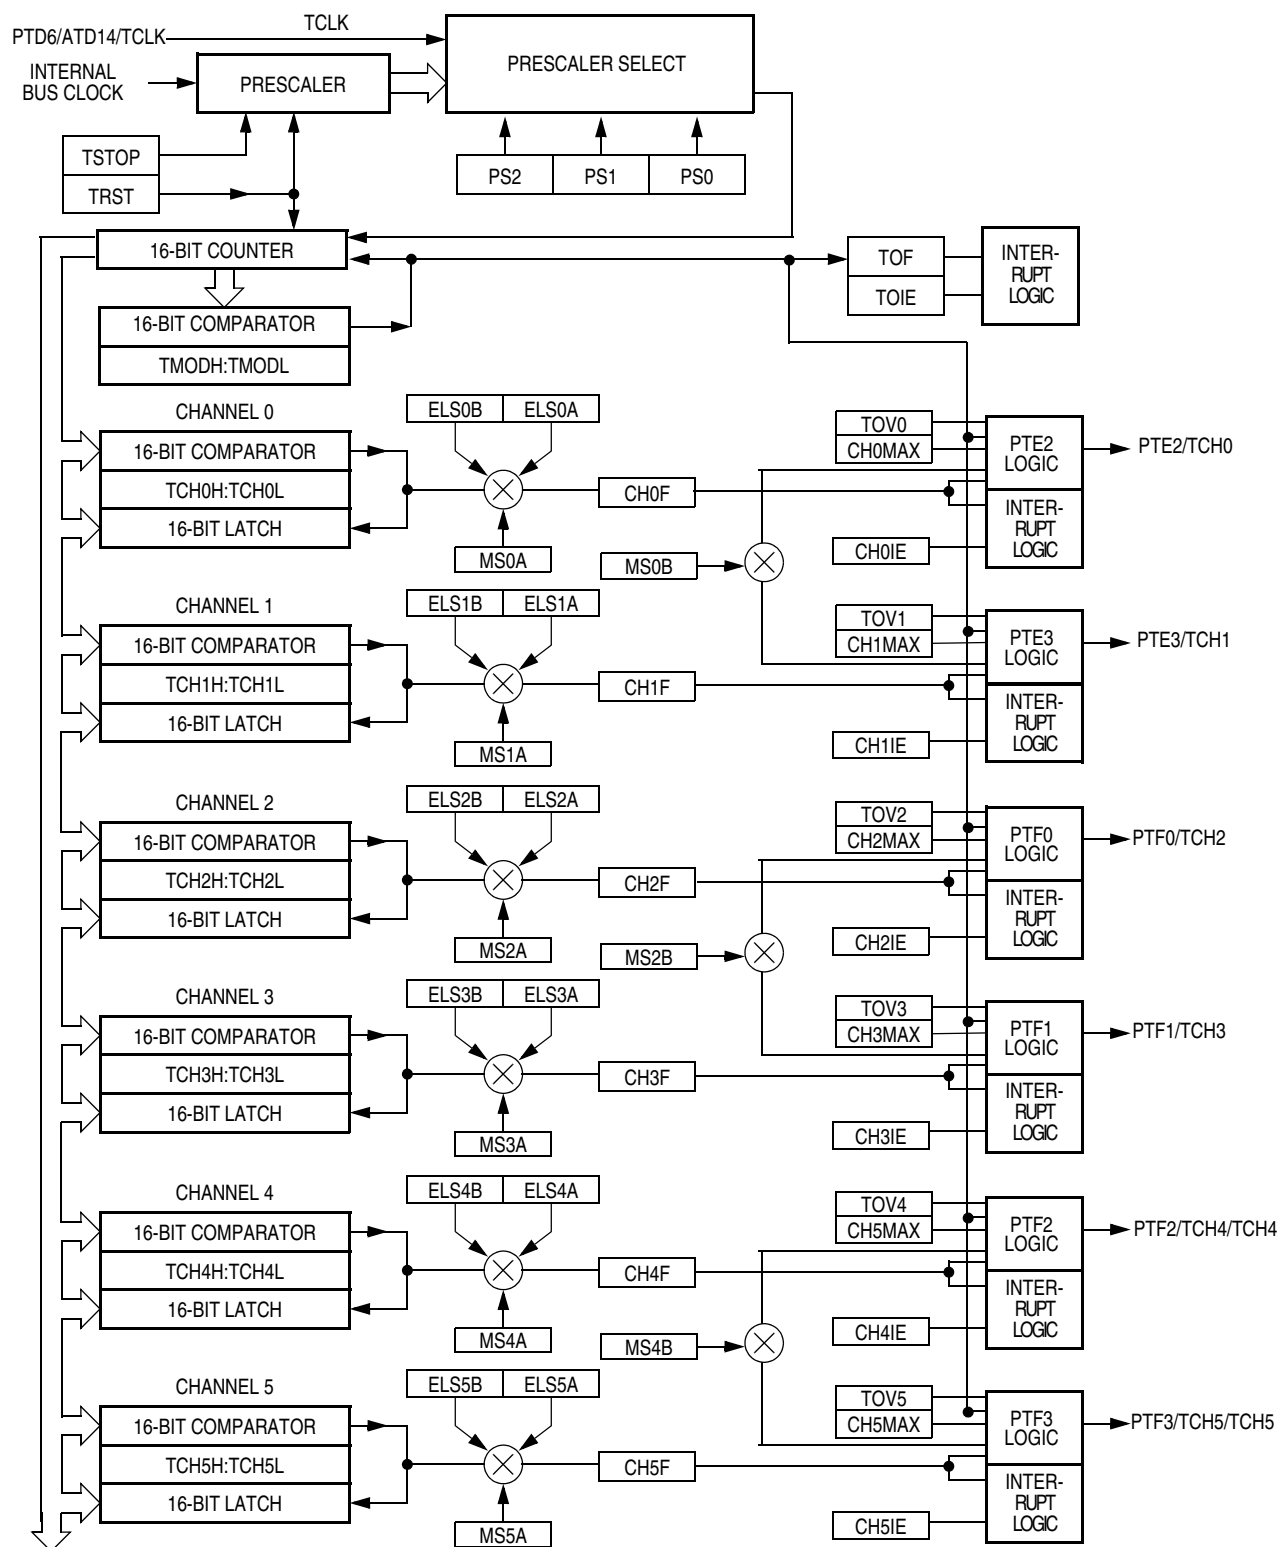 TCLK
PTD6/ATD14/TCLK
PRESCALER SELECT
INTERNAL
BUS CLOCK
PRESCALER
TSTOP
TRST
PS2
PS1
PS0
16-BIT COUNTER
TOF
TOIE
INTER-
RUPT
LOGIC
16-BIT COMPARATOR
TMODH:TMODL
CHANNEL 0
ELS0B
ELS0A
16-BIT COMPARATOR
TCH0H:TCH0L
16-BIT LATCH
MS0A
CH0F
MS0B
TOV0
CH0MAX
CH0IE
PTE2
LOGIC
INTER-
RUPT
LOGIC
PTE2/TCH0
CHANNEL 1
ELS1B
ELS1A
16-BIT COMPARATOR
TCH1H:TCH1L
16-BIT LATCH
MS1A
CH1F
TOV1
CH1MAX
CH1IE
PTE3
LOGIC
INTER-
RUPT
LOGIC
PTE3/TCH1
CHANNEL 2
ELS2B
ELS2A
16-BIT COMPARATOR
TCH2H:TCH2L
16-BIT LATCH
MS2A
CH2F
MS2B
TOV2
CH2MAX
CH2IE
PTF0
LOGIC
INTER-
RUPT
LOGIC
PTF0/TCH2
CHANNEL 3
ELS3B
ELS3A
16-BIT COMPARATOR
TCH3H:TCH3L
16-BIT LATCH
MS3A
CH3F
TOV3
CH3MAX
CH3IE
PTF1
LOGIC
INTER-
RUPT
LOGIC
PTF1/TCH3
CHANNEL 4
ELS4B
ELS4A
16-BIT COMPARATOR
TCH4H:TCH4L
16-BIT LATCH
MS4A
CH4F
MS4B
TOV4
CH5MAX
CH4IE
PTF2
LOGIC
INTER-
RUPT
LOGIC
PTF2/TCH4/TCH4
CHANNEL 5
ELS5B
ELS5A
16-BIT COMPARATOR
TCH5H:TCH5L
16-BIT LATCH
MS5A
CH5F
TOV5
CH5MAX
CH5IE
PTF3
LOGIC
INTER-
RUPT
LOGIC
PTF3/TCH5/TCH5